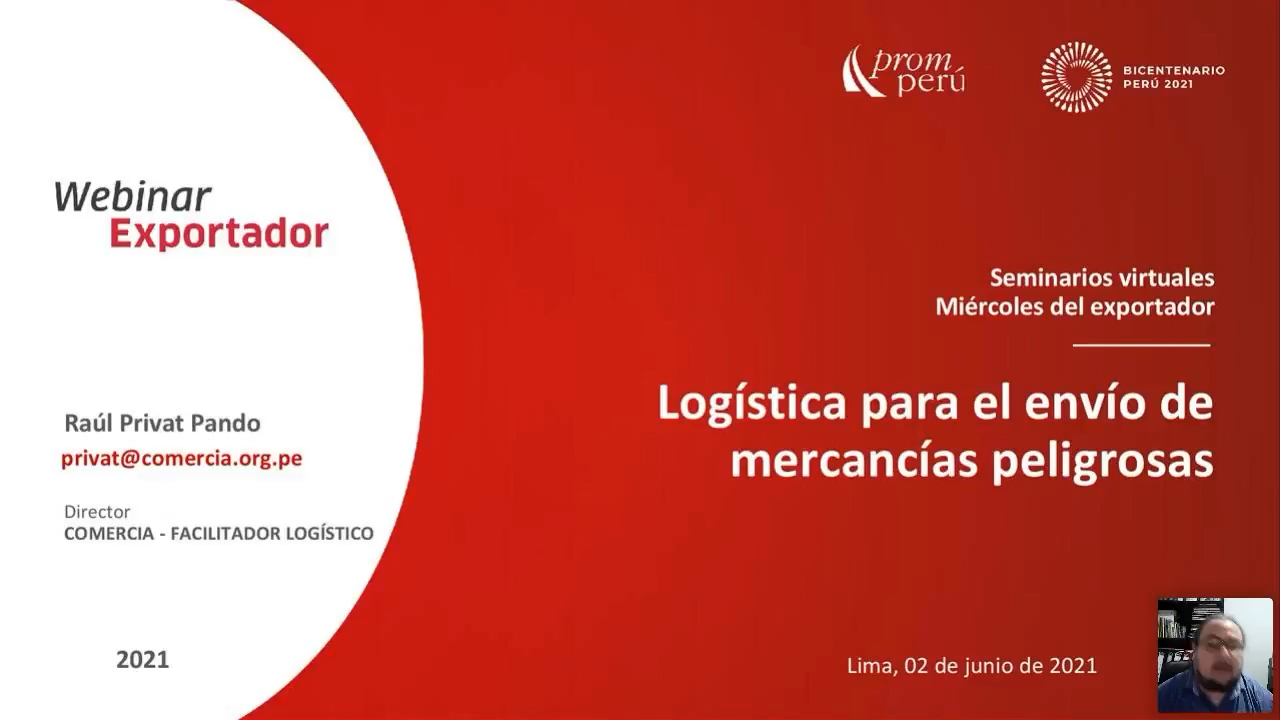 prom
perú
BICENTENARIO
PERÚ 2021
Webinar
Exportador
Seminarios virtuales
Miércoles del exportador
Logística para el envío de
mercancías peligrosas
Raúl Privat Pando
privat@comercia.org.pe
Director
COMERCIA - FACILITADOR LOGÍSTICO
2021
Lima, 02 de junio de 2021